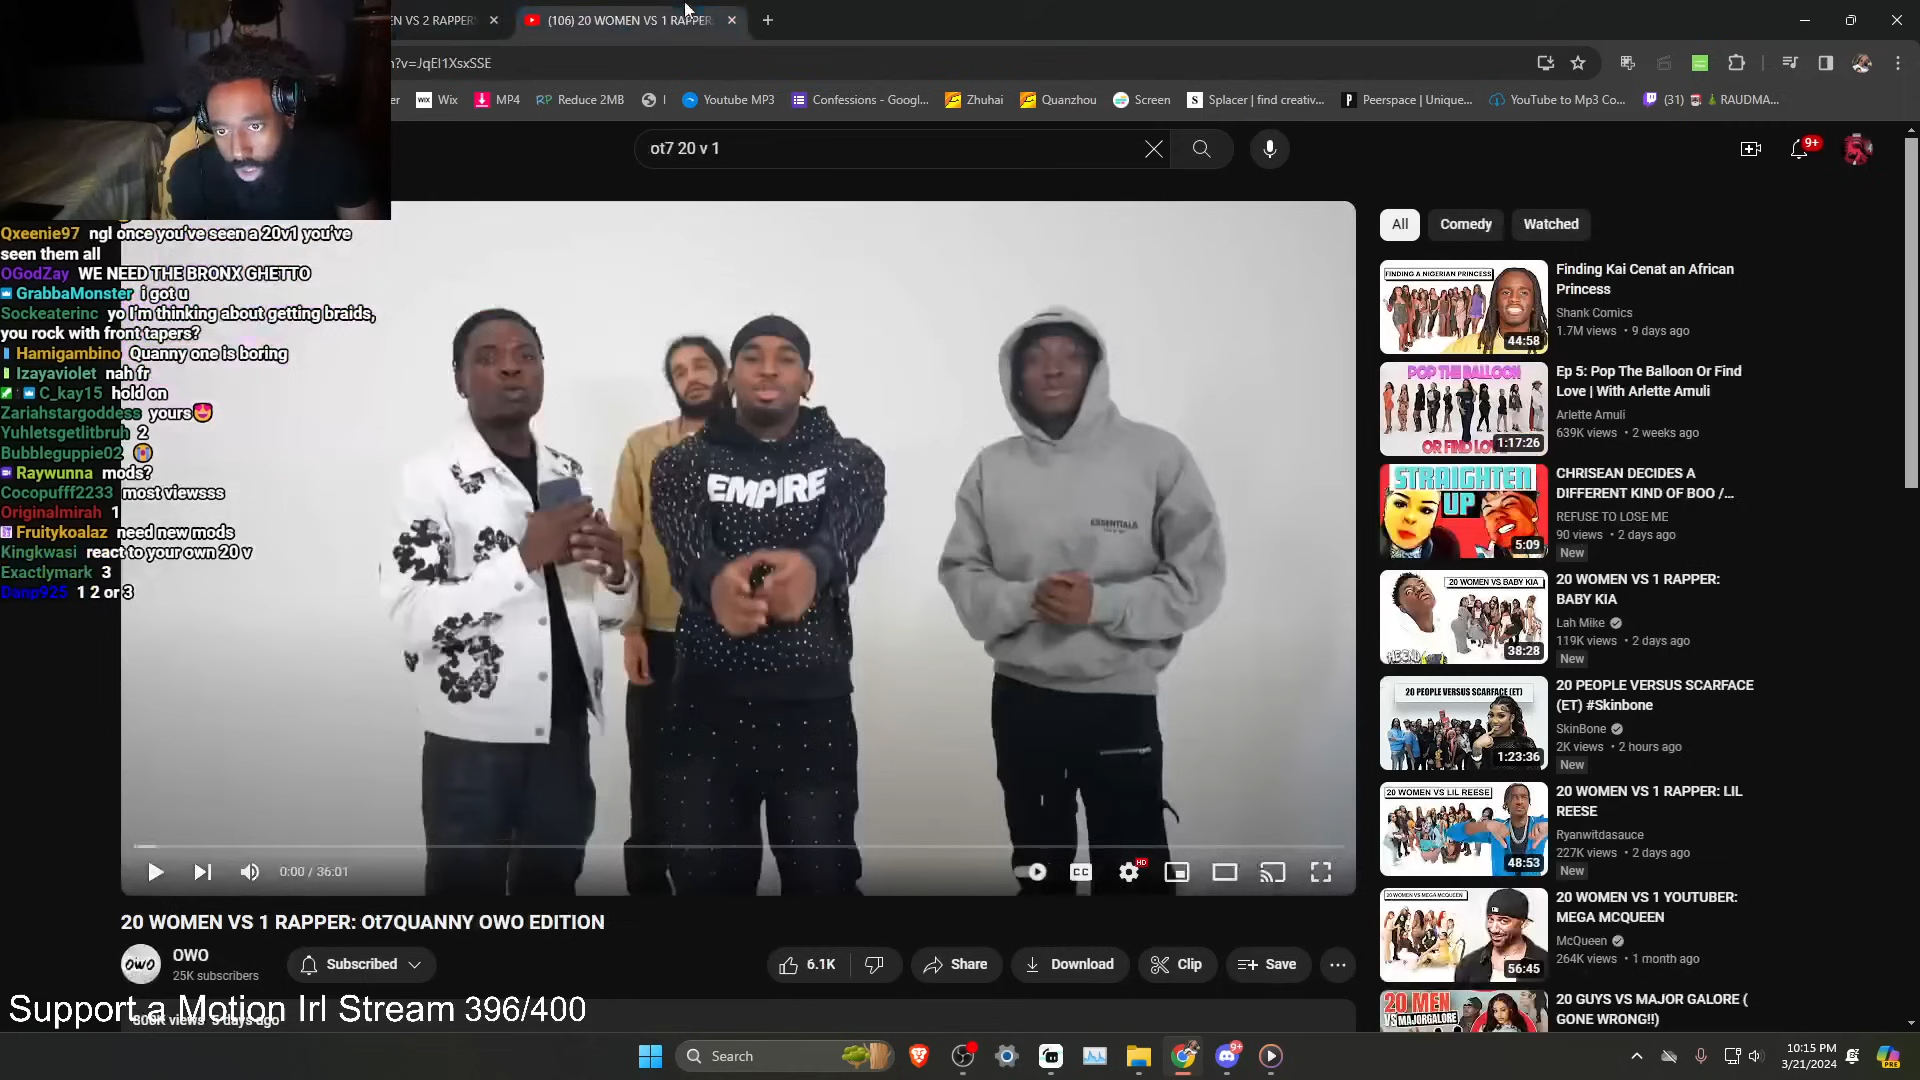 EN VS 2 RAPPER
(106) 20 WOMEN VS 1 RAPPER:
?v=JqEl1XsxSSE
er
Wix
MP4
RP Reduce 2MB
Youtube MP3
Confessions - Googl...
Zhuhai
Quanzhou
Screen
S Splacer | find creativ...
Peerspace | Unique...
YouTube to Mp3 Co...
(31) RAUDMA...
ot7 20 v 1
9+
Qxeenie97 ngl once you've seen a 20v1 you've
seen them all
OGodZay WE NEED THE BRONX GHETTO
GrabbaMonster i got u
Sockeaterinc yo I'm thinking about getting braids,
you rock with front tapers?
Hamigambino Quanny one is boring
Izayaviolet nah fr
C_kay15 hold on
Zariahstargoddess yours😍
Yuhletsgetlitbruh 2
Bubbleguppie02 😭
Raywunna mods?
Cocopufff2233 most viewsss
Originalmirah 1
Fruitykoalaz need new mods
Kingkwasi react to your own 20 v
Exactlymark 3
Danp925 1 2 or 3
EMPIRE
ESSENTIALS
0:00 / 36:01
CC
HD
20 WOMEN VS 1 RAPPER: Ot7QUANNY OWO EDITION
OWO
OWO
25K subscribers
Subscribed
6.1K
Share
Download
Clip
Save
Support a Motion Irl Stream 396/400
views 5 days ago
All
Comedy
Watched
FINDING A NIGERIAN PRINCESS
44:58
Finding Kai Cenat an African
Princess
Shank Comics
1.7M views • 9 days ago
POP THE BALLOON
OR FIND LO
1:17:26
Ep 5: Pop The Balloon Or Find
Love | With Arlette Amuli
Arlette Amuli
639K views • 2 weeks ago
STRAIGHTEN
UP
5:09
CHRISEAN DECIDES A
DIFFERENT KIND OF BOO /...
REFUSE TO LOSE ME
90 views • 2 days ago
New
20 WOMEN VS BABY KIA
38:28
20 WOMEN VS 1 RAPPER:
BABY KIA
Lah Mike
119K views • 2 days ago
New
20 PEOPLE VERSUS SCARFACE (ET)
1:23:36
20 PEOPLE VERSUS SCARFACE
(ET) #Skinbone
SkinBone
2K views • 2 hours ago
New
20 WOMEN VS LIL REESE
48:53
20 WOMEN VS 1 RAPPER: LIL
REESE
Ryanwitdasauce
227K views • 2 days ago
New
20 WOMEN VS MEGA MCQUEEN
56:45
20 WOMEN VS 1 YOUTUBER:
MEGA MCQUEEN
McQueen
264K views • 1 month ago
20 MEN
VS MAJORGALORE
20 GUYS VS MAJOR GALORE (
GONE WRONG!!)
Search
9+
10:15 PM
3/21/2024
PRE